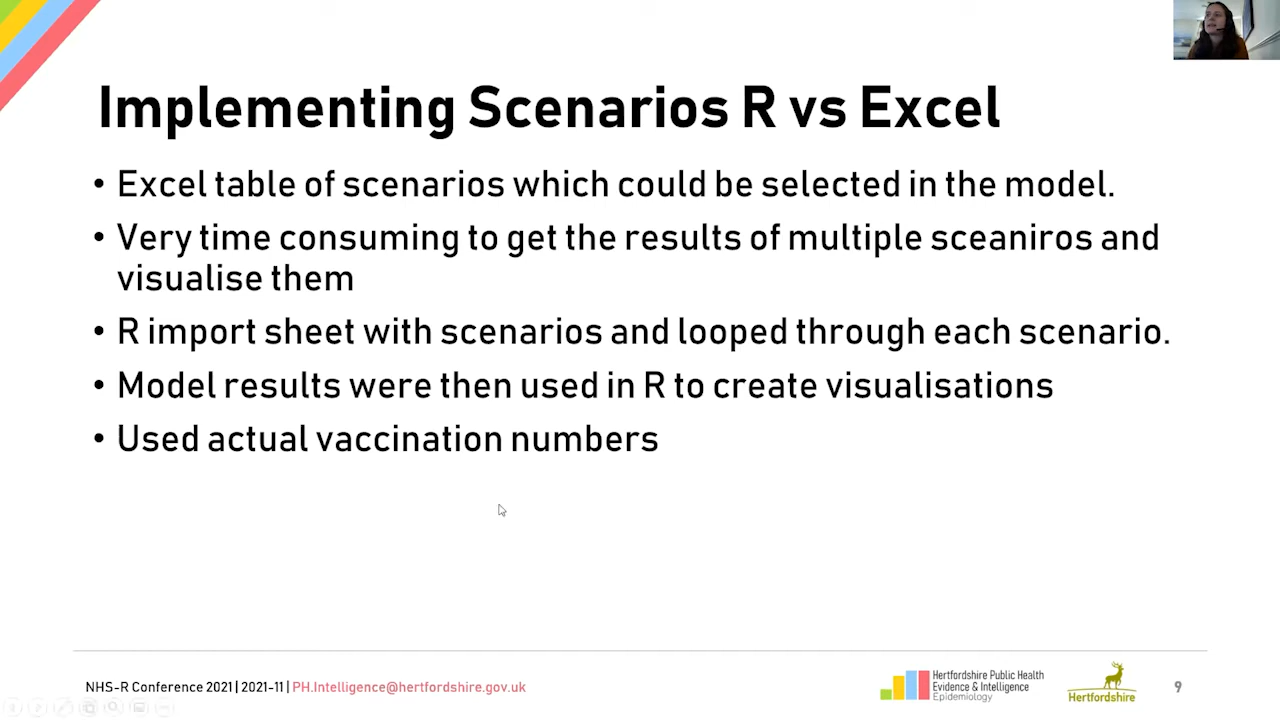 Implementing Scenarios R vs Excel
• Excel table of scenarios which could be selected in the model.
• Very time consuming to get the results of multiple sceaniros and
visualise them
• R import sheet with scenarios and looped through each scenario.
• Model results were then used in R to create visualisations
• Used actual vaccination numbers
NHS-R Conference 2021 | 2021-11 | PH.Intelligence@hertfordshire.gov.uk
Hertfordshire Public Health
Evidence & Intelligence
Epidemiology
Hertfordshire
9